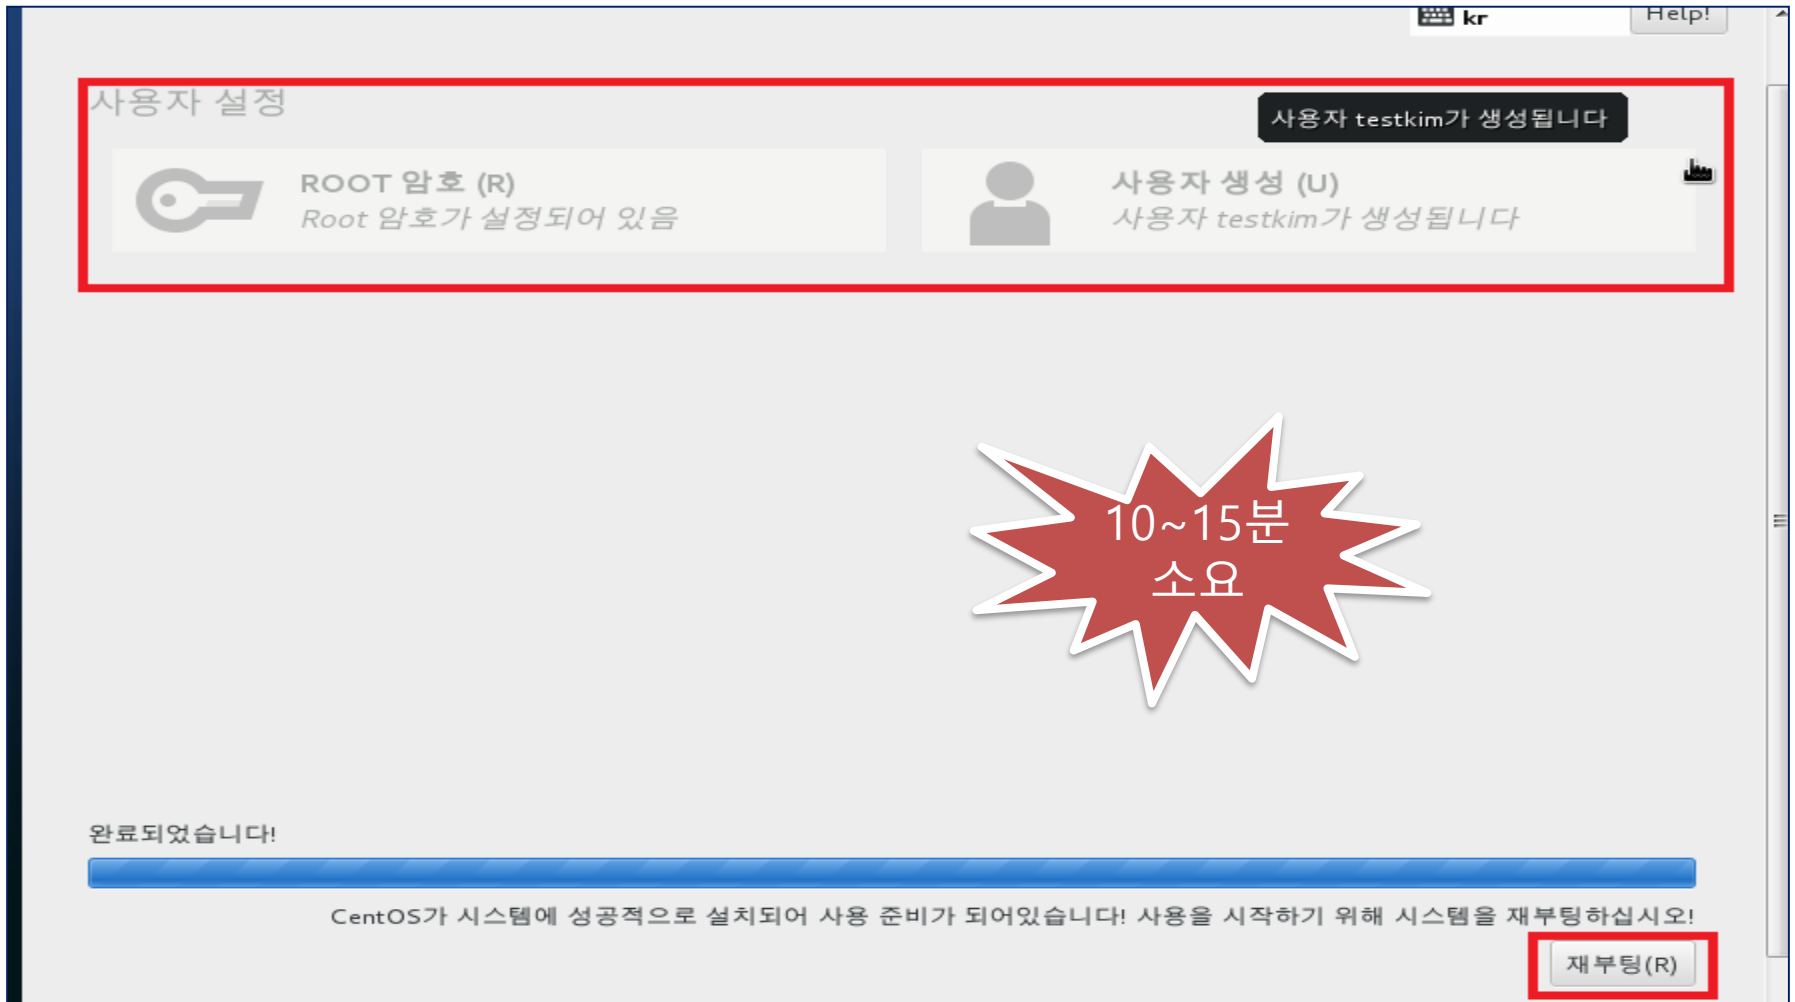 kr
Help!
사용자 설정
사용자 testkim가 생성됩니다
ROOT 암호 (R)
Root 암호가 설정되어 있음
사용자 생성 (U)
사용자 testkim가 생성됩니다
10~15분
소요
완료되었습니다!
CentOS가 시스템에 성공적으로 설치되어 사용 준비가 되어있습니다! 사용을 시작하기 위해 시스템을 재부팅하십시오!
재부팅(R)